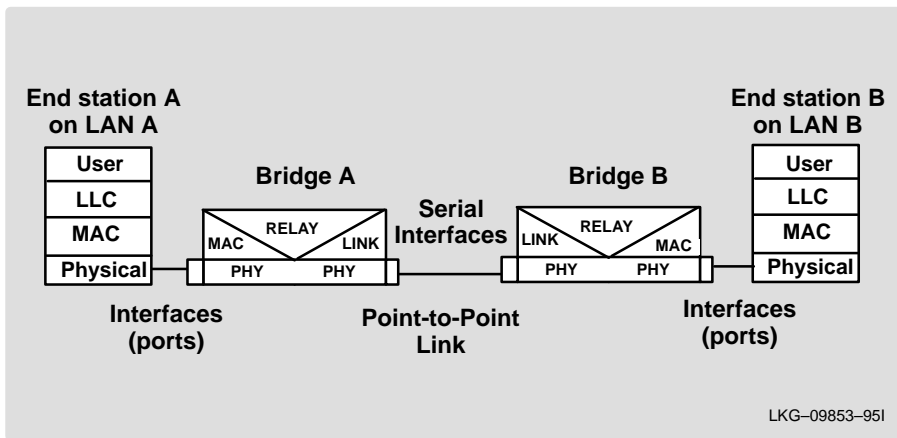 End station A
on LAN A
User
LLC
MAC
Physical
Interfaces
(ports)
Bridge A
MAC
RELAY
LINK
PHY
PHY
Serial
Interfaces
Point-to-Point
Link
Bridge B
LINK
RELAY
MAC
PHY
PHY
Interfaces
(ports)
End station B
on LAN B
User
LLC
MAC
Physical
LKG–09853–95I